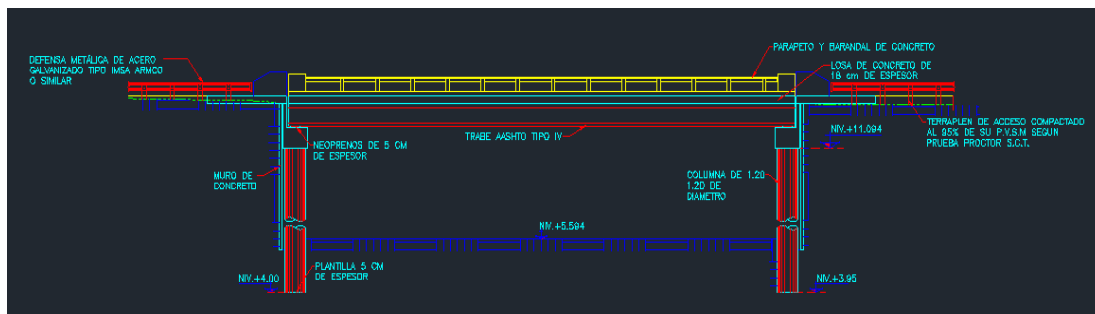 DEFENSA METÁLICA DE ACERO
GALVANIZADO TIPO IMSA ARMCO
O SIMILAR
PARAPETO Y BARANDAL DE CONCRETO
LOSA DE CONCRETO DE
18 cm DE ESPESOR
TRABE AASHTO TIPO IV
NEOPRENOS DE 5 CM
DE ESPESOR
NIV.+11.094
TERRAPLEN DE ACCESO COMPACTADO
AL 95% DE SU P.V.S.M SEGUN
PRUEBA PROCTOR S.C.T.
MURO DE
CONCRETO
COLUMNA DE 1.20
1.20 DE
DIAMETRO
NIV.+5.594
NIV.+4.00
PLANTILLA 5 CM
DE ESPESOR
NIV.+3.95